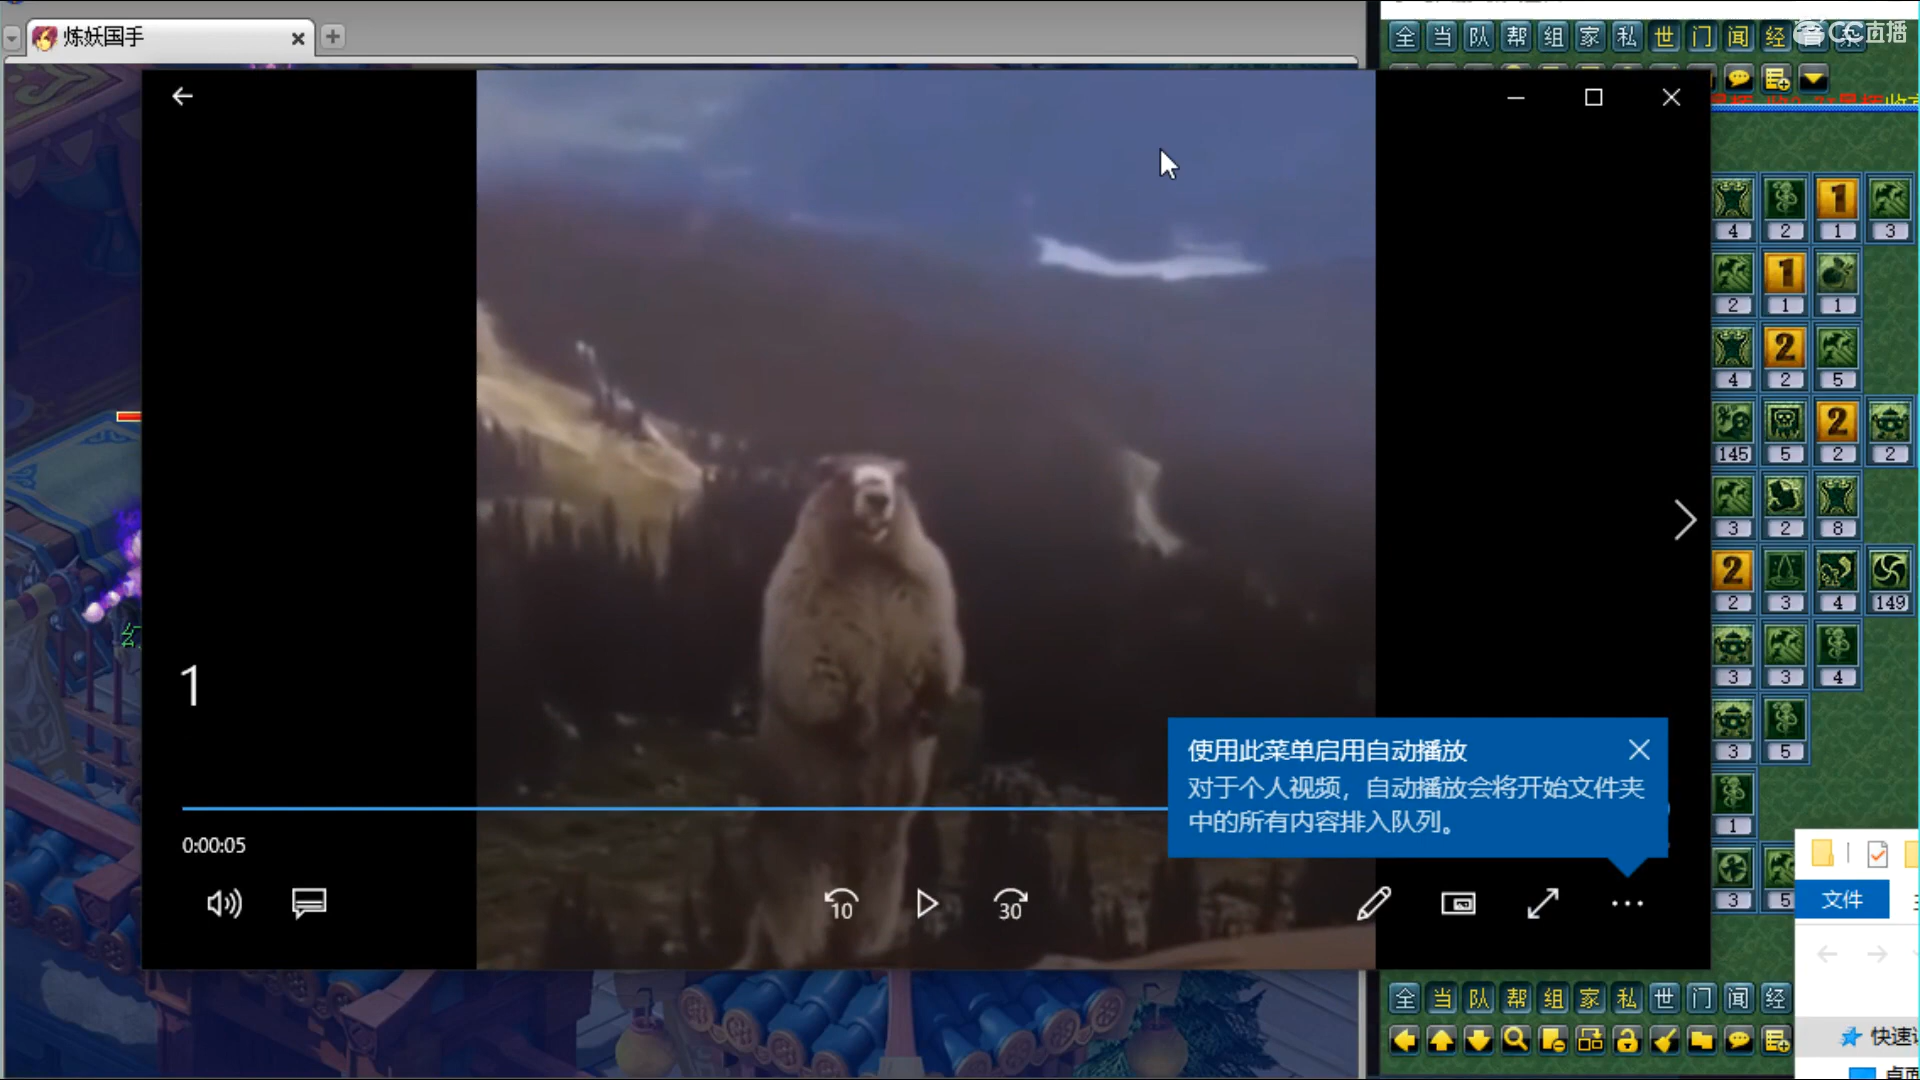 炼妖国手
全 当 队 帮 组 家 私 世 门 闻 经
CC直播
4 2 1 3
2 1 1
4 2 5
145 5 2 2
3 2 8
2 3 4 149
3 3 4
3 5
1
3 5
幻
1
使用此菜单启用自动播放
对于个人视频，自动播放会将开始文件夹
中的所有内容排入队列。
0:00:05
10
30
文件
全 当 队 帮 组 家 私 世 门 闻 经
快速
桌面